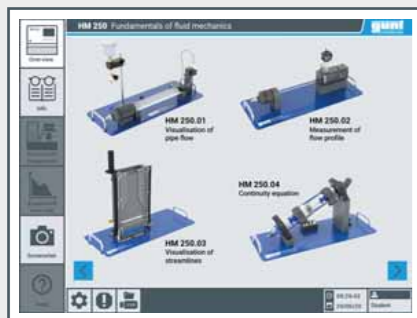 HM 250 Fundamentals of fluid mechanics
gunt
Overview
Info
Screenshot
HM 250.01
Visualisation of
pipe flow
HM 250.02
Measurement of
flow profile
HM 250.03
Visualisation of
streamlines
HM 250.04
Continuity equation
Student